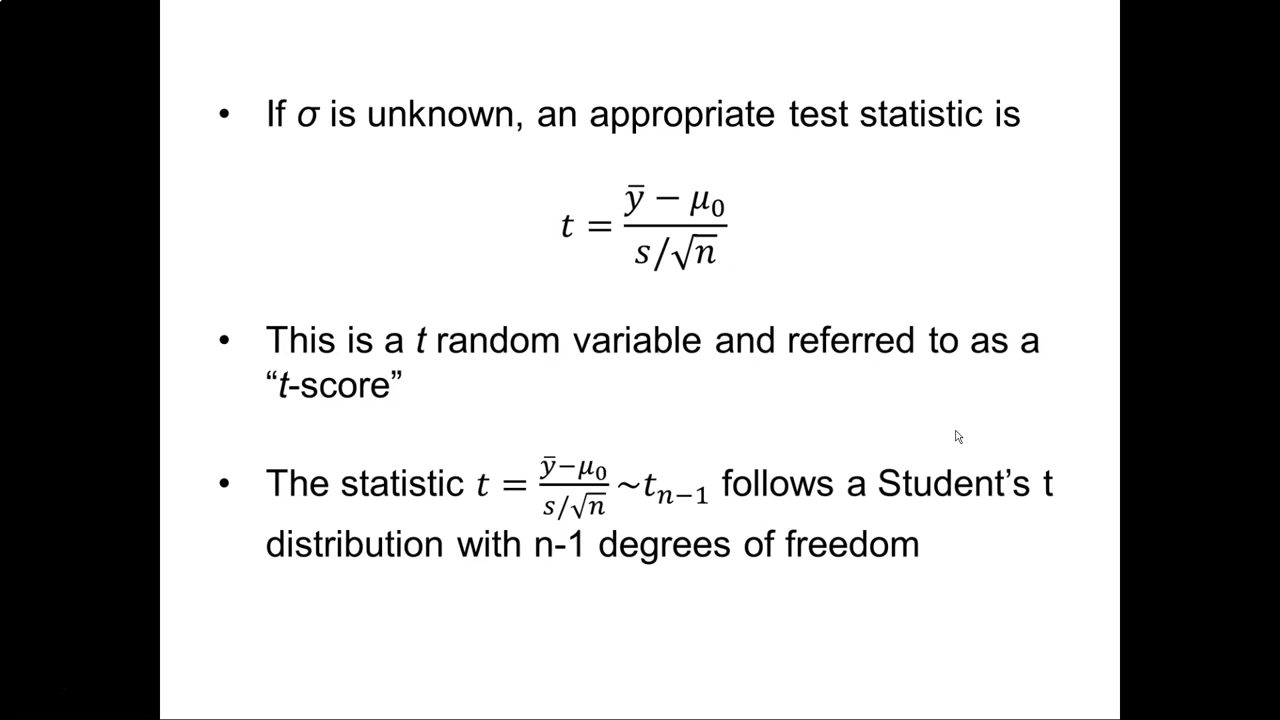 • If σ is unknown, an appropriate test statistic is
t = (ȳ − μ₀) / (s/√n)
• This is a t random variable and referred to as a
“t-score”
• The statistic t = (ȳ−μ₀) / (s/√n) ~tₙ₋₁ follows a Student’s t
distribution with n-1 degrees of freedom